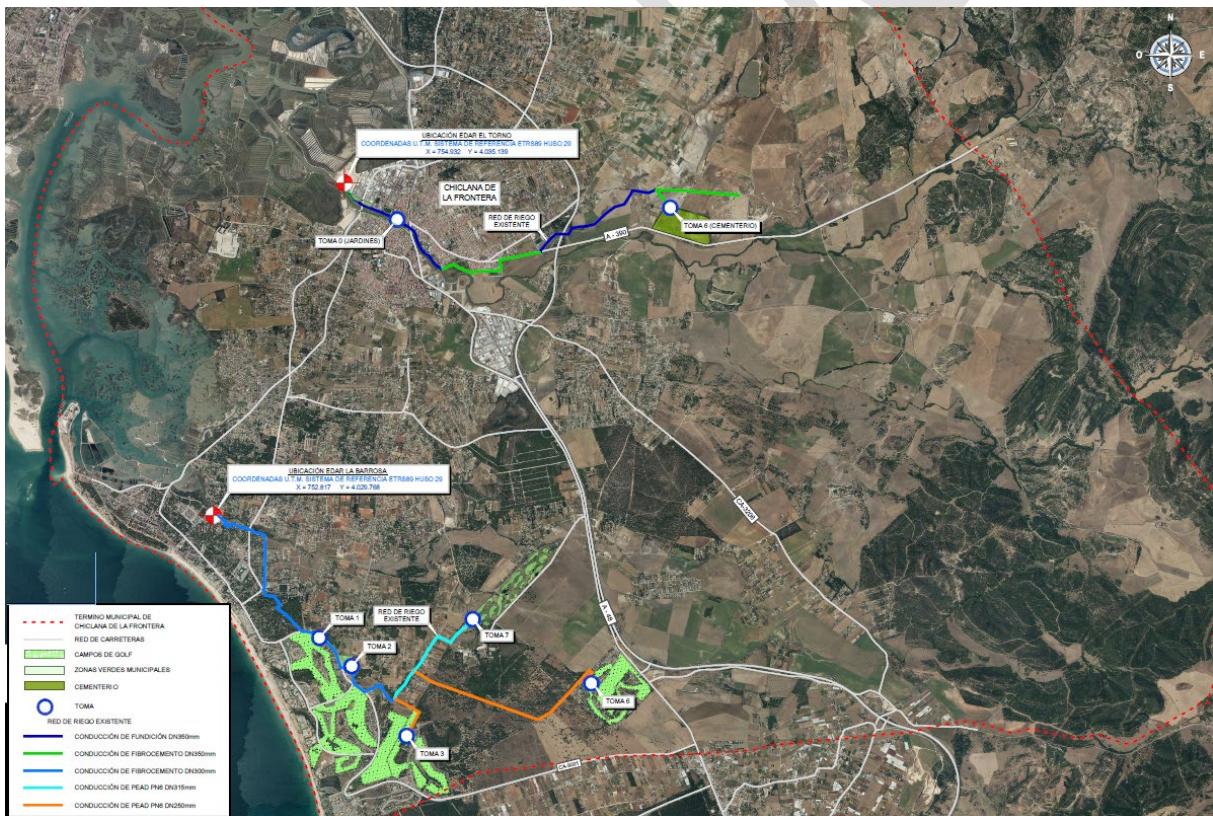 N
O
E
S
UBICACIÓN EDAR EL TORNO
COORDENADAS U.T.M. SISTEMA DE REFERENCIA ETRS89 HUSO 29
X = 754.932 Y = 4.035.139
CHICLANA DE
LA FRONTERA
RED DE RIEGO
EXISTENTE
TOMA 0 (JARDINES)
TOMA 6 (CEMENTERIO)
A - 390
UBICACIÓN EDAR LA BARROSA
COORDENADAS U.T.M. SISTEMA DE REFERENCIA ETRS89 HUSO 29
X = 752.817 Y = 4.029.768
CA-3206
A - 48
TOMA 1
RED DE RIEGO
EXISTENTE
TOMA 7
TOMA 2
TOMA 6
TOMA 3
TERMINO MUNICIPAL DE
CHICLANA DE LA FRONTERA
RED DE CARRETERAS
CAMPOS DE GOLF
ZONAS VERDES MUNICIPALES
CEMENTERIO
TOMA
RED DE RIEGO EXISTENTE
CONDUCCIÓN DE FUNDICIÓN DN350mm
CONDUCCIÓN DE FIBROCEMENTO DN350mm
CONDUCCIÓN DE FIBROCEMENTO DN300mm
CONDUCCIÓN DE PEAD PN6 DN315mm
CONDUCCIÓN DE PEAD PN6 DN250mm